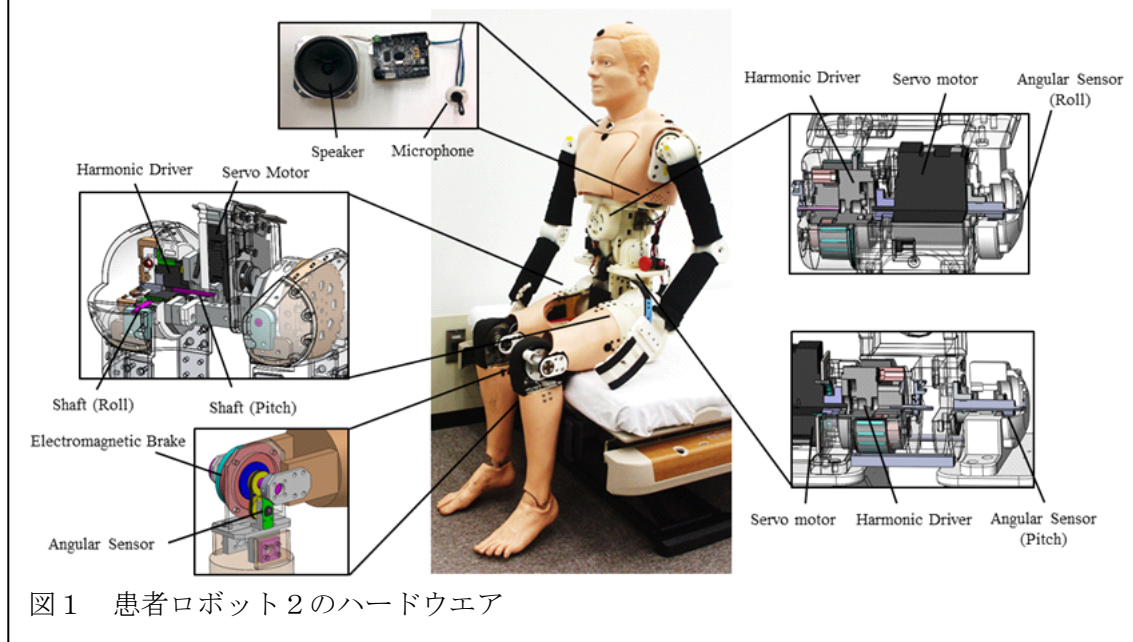 Harmonic Driver
Servo motor
Angular Sensor
(Roll)
Speaker
Microphone
Harmonic Driver
Servo Motor
Shaft (Roll)
Shaft (Pitch)
Electromagnetic Brake
Angular Sensor
Servo motor
Harmonic Driver
Angular Sensor
(Pitch)
図1 患者ロボット2のハードウエア